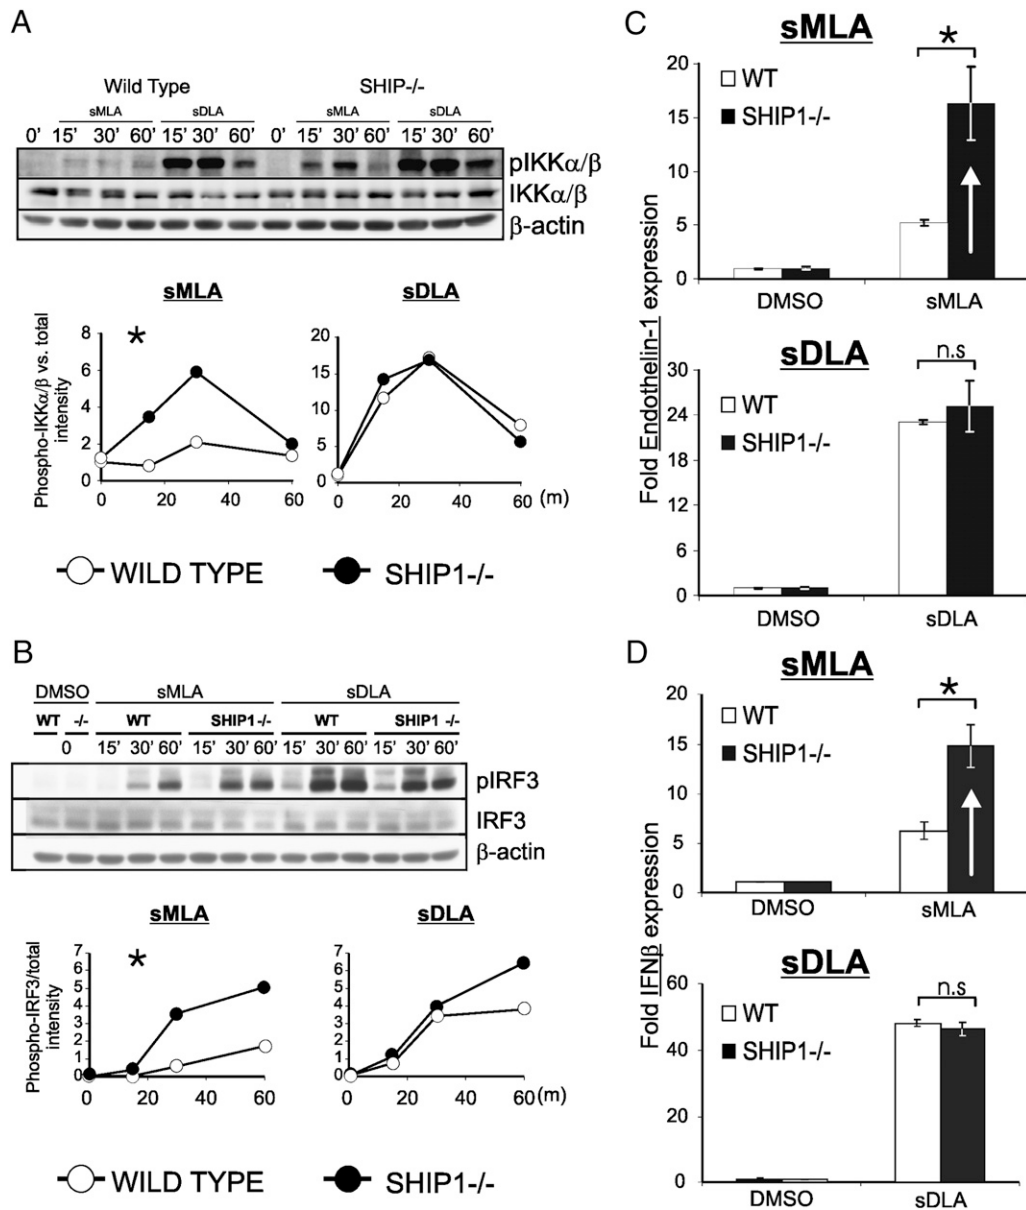 A
Wild Type SHIP-/-
sMLA sDLA sMLA sDLA
0' 15' 30' 60' 15' 30' 60' 0' 15' 30' 60' 15' 30' 60'
pIKKα/β
IKKα/β
β-actin
sMLA sDLA
Phospho-IKKα/β vs. total
intensity
8
6
4
2
0
*
0 20 40 60
20
15
10
5
0
0 20 40 60 (m)
WILD TYPE SHIP1-/-
B
DMSO sMLA sDLA
WT -/- WT SHIP1 -/- WT SHIP1 -/-
0 15' 30' 60' 15' 30' 60' 15' 30' 60' 15' 30' 60'
pIRF3
IRF3
β-actin
sMLA sDLA
Phospho-IRF3/total
intensity
7
6
5
4
3
2
1
0
*
0 20 40 60
7
6
5
4
3
2
1
0
0 20 40 60 (m)
WILD TYPE SHIP1-/-
C
Fold Endothelin-1 expression
sMLA
20
15
10
5
0
WT
SHIP1-/-
*
DMSO sMLA
sDLA
30
24
18
12
6
0
WT
SHIP1-/-
n.s
DMSO sDLA
D
Fold IFNβ expression
sMLA
20
15
10
5
0
WT
SHIP1-/-
*
DMSO sMLA
sDLA
60
40
20
0
WT
SHIP1-/-
n.s
DMSO sDLA